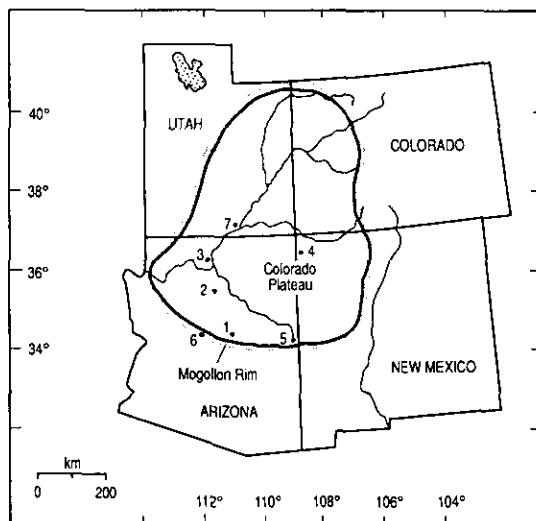 40°
UTAH
COLORADO
38°
7
36°
3
4
Colorado
Plateau
2
34°
6
1
5
Mogollon Rim
NEW MEXICO
ARIZONA
km
0 200
112° 110° 108° 106° 104°